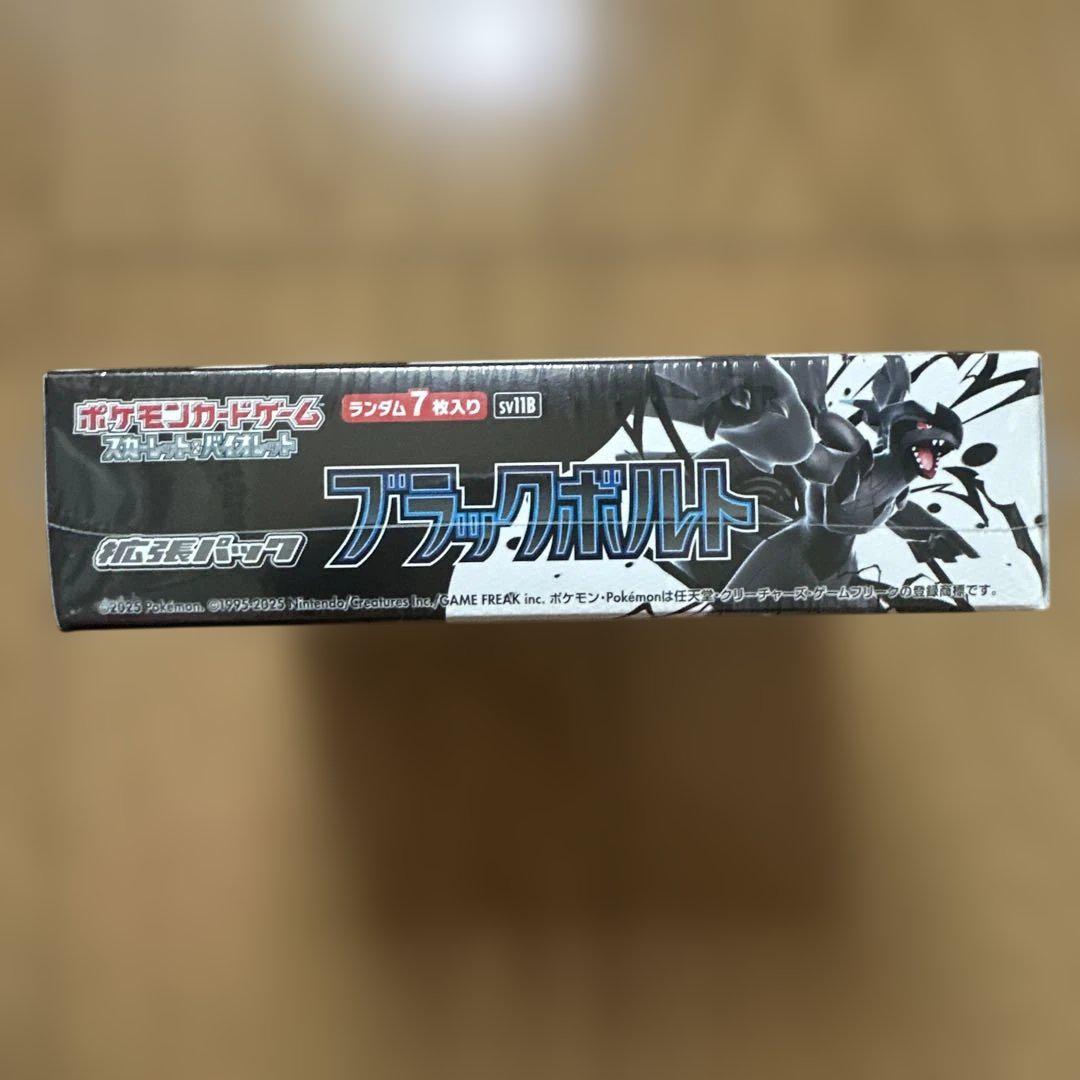 ポケモンカードゲーム
スカーレット&バイオレット
ランダム7枚入り
sv11B
ブラックボルト
拡張パック
©2025 Pokémon. ©1995-2025 Nintendo/Creatures Inc./GAME FREAK inc. ポケモン・Pokémonは任天堂・クリーチャーズ・ゲームフリークの登録商標です。